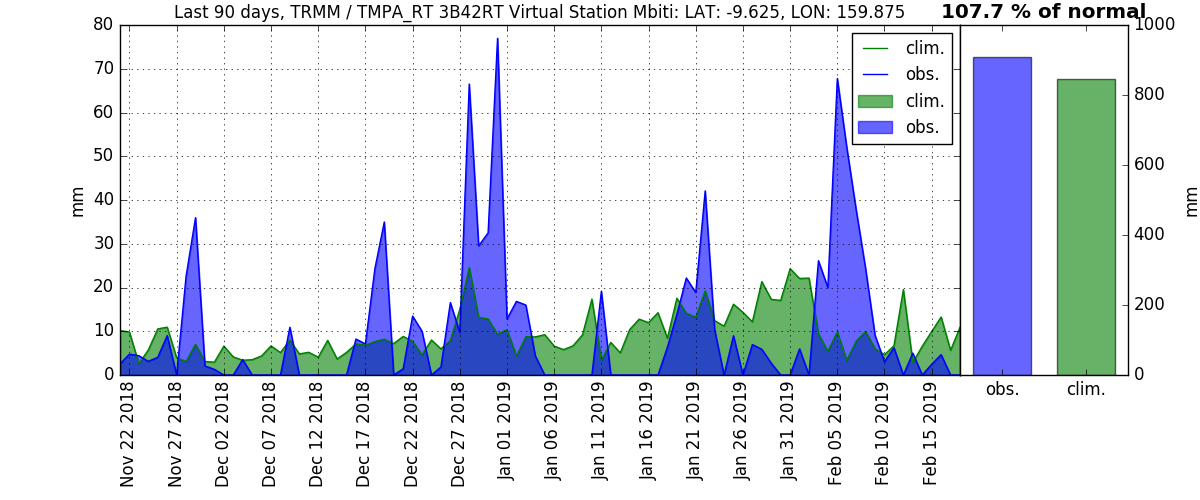 Last 90 days, TRMM / TMPA_RT 3B42RT Virtual Station Mbiti: LAT: -9.625, LON: 159.875
107.7 % of normal
80
70
60
50
40
30
20
10
0
mm
clim.
obs.
clim.
obs.
1000
800
600
400
200
0
mm
obs.
clim.
Nov 22 2018
Nov 27 2018
Dec 02 2018
Dec 07 2018
Dec 12 2018
Dec 17 2018
Dec 22 2018
Dec 27 2018
Jan 01 2019
Jan 06 2019
Jan 11 2019
Jan 16 2019
Jan 21 2019
Jan 26 2019
Jan 31 2019
Feb 05 2019
Feb 10 2019
Feb 15 2019